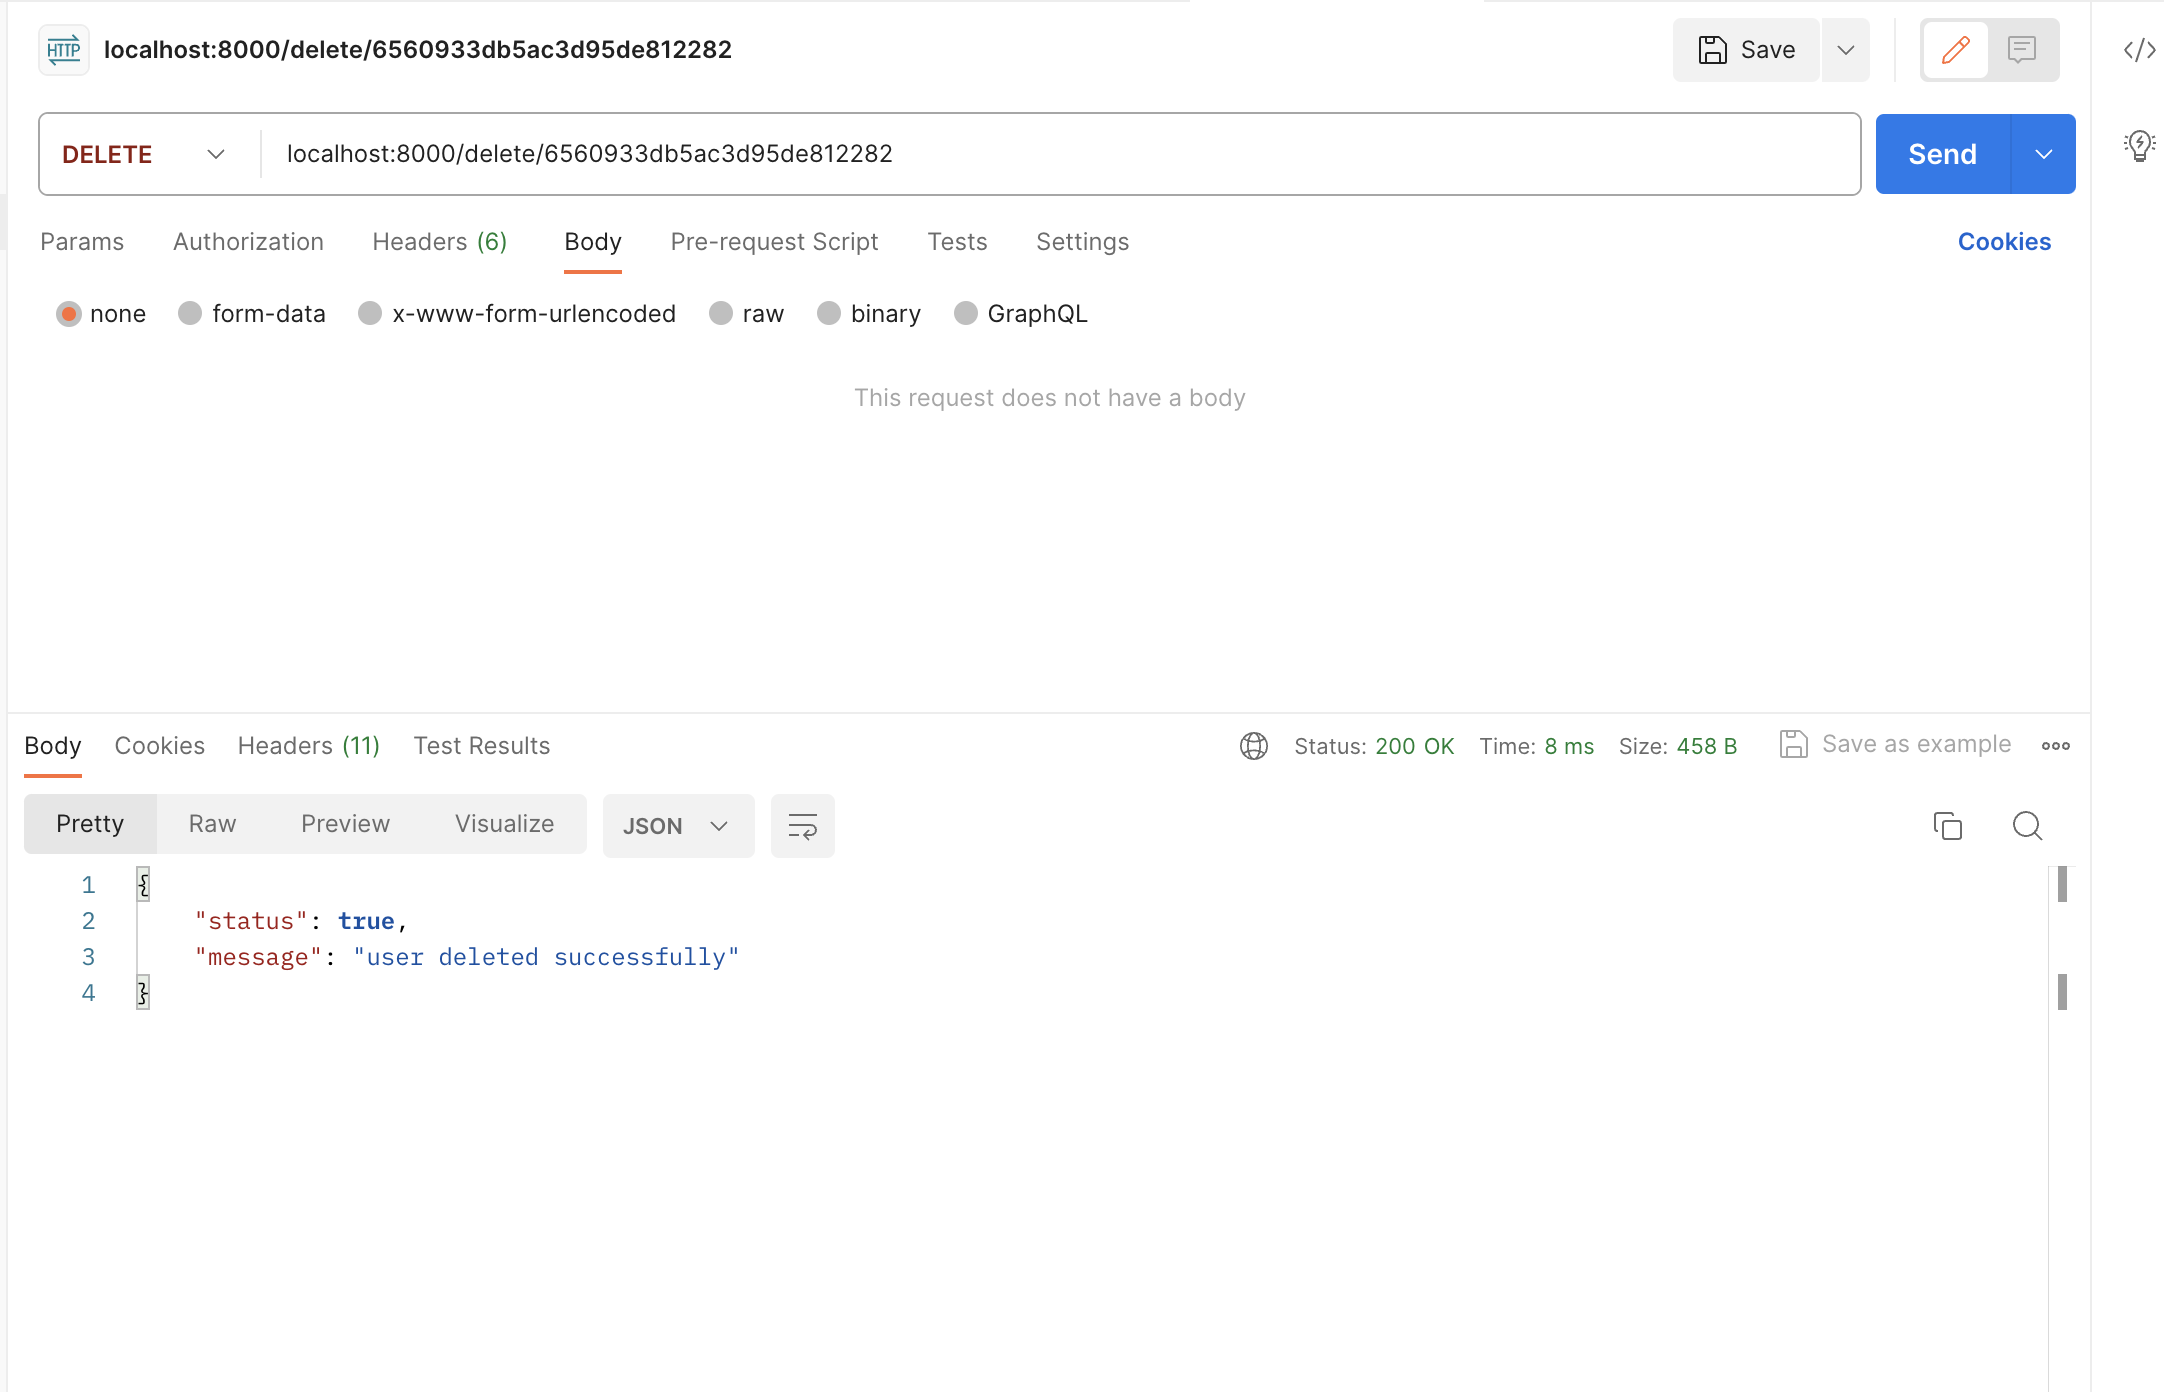 HTTP localhost:8000/delete/6560933db5ac3d95de812282 Save
DELETE localhost:8000/delete/6560933db5ac3d95de812282 Send
Params Authorization Headers (6) Body Pre-request Script Tests Settings Cookies
none form-data x-www-form-urlencoded raw binary GraphQL
This request does not have a body
Body Cookies Headers (11) Test Results Status: 200 OK Time: 8 ms Size: 458 B Save as example
Pretty Raw Preview Visualize JSON
1 {
2 "status": true,
3 "message": "user deleted successfully"
4 }